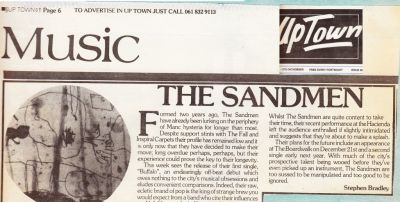 UP TOWN Page 6
TO ADVERTISE IN UP TOWN JUST CALL 061 832 9113
Music
Up Town
THE SANDMEN
Formed two years ago, The Sandmen
have already been lurking on the periphery
of Manc hysteria for longer than most.
Despite support stints with The Fall and
Inspiral Carpets their profile has remained low and it
is only now that they have decided to make their
move; long overdue perhaps, perhaps, but their
experience could prove the key to their longevity.
This week sees the release of their first single,
"Buffalo", an endearingly off-beat debut which
owes nothing to the city's musical obsessions and
eludes convenient comparisons. Indeed, their raw,
eclectic brand of pop is the kind of strange brew you
would expect from a band who cite their influences
Whilst The Sandmen are quite content to take
their time, their recent performance at the Hacienda
left the audience enthralled if slightly intimidated
and suggests that they're about to make a splash.
Their plans for the future include an appearance
at The Boardwalk on December 21st and a second
single early next year. With much of the city's
prospective talent being wooed before they've
even picked up an instrument, The Sandmen are
too sussed to be manipulated and too good to be
ignored.
Stephen Bradley